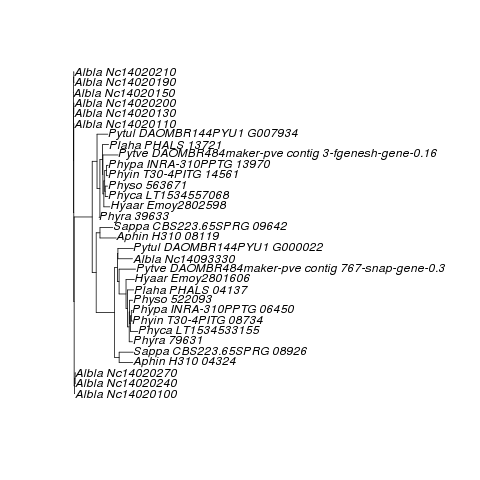 Albla Nc14020210
Albla Nc14020190
Albla Nc14020150
Albla Nc14020200
Albla Nc14020130
Albla Nc14020110
Pytul DAOMBR144PYU1 G007934
Plaha PHALS 13721
Pytve DAOMBR484maker-pve contig 3-fgenesh-gene-0.16
Phypa INRA-310PPTG 13970
Phyin T30-4PITG 14561
Physo 563671
Phyca LT1534557068
Hyaar Emoy2802598
Phyra 39633
Sappa CBS223.65SPRG 09642
Aphin H310 08119
Pytul DAOMBR144PYU1 G000022
Albla Nc14093330
Pytve DAOMBR484maker-pve contig 767-snap-gene-0.3
Hyaar Emoy2801606
Plaha PHALS 04137
Physo 522093
Phypa INRA-310PPTG 06450
Phyin T30-4PITG 08734
Phyca LT1534533155
Phyra 79631
Sappa CBS223.65SPRG 08926
Aphin H310 04324
Albla Nc14020270
Albla Nc14020240
Albla Nc14020100